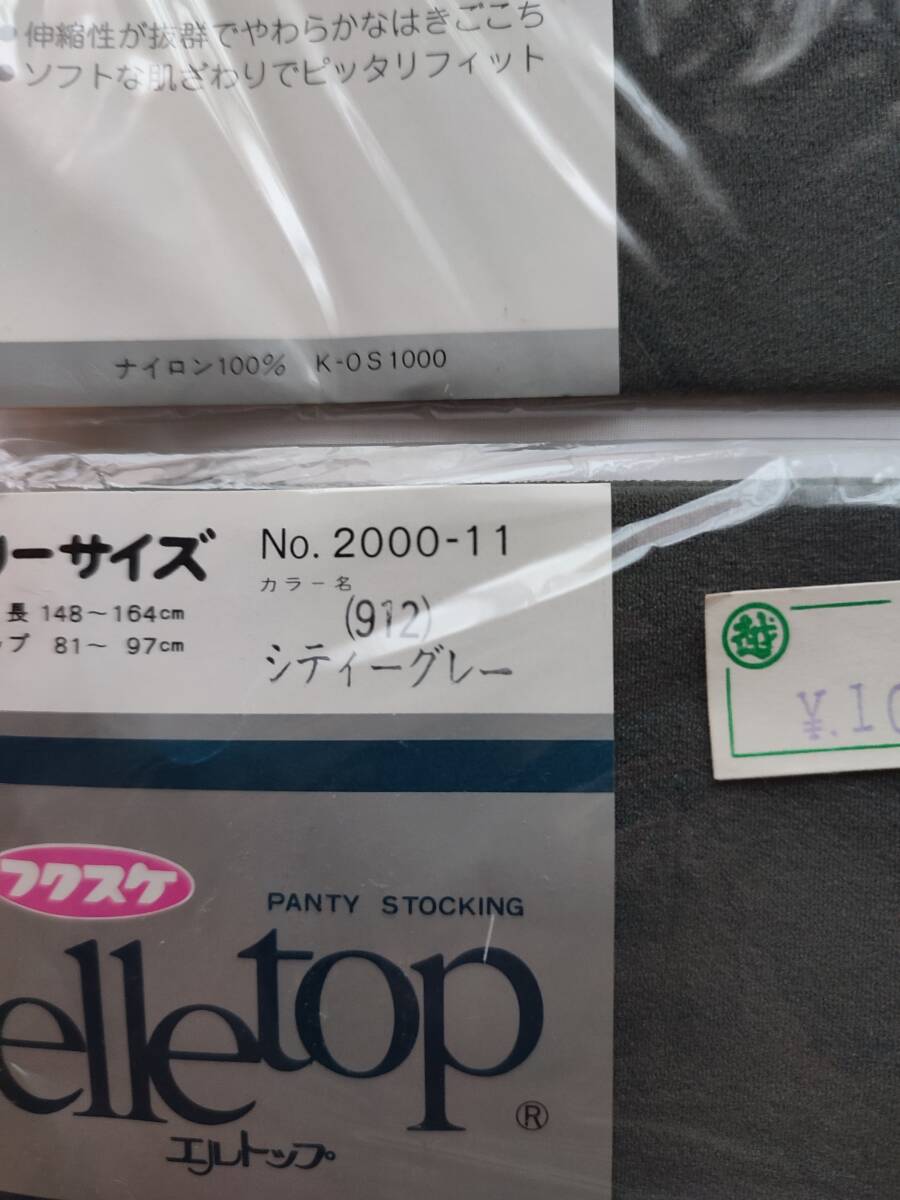 • 伸縮性が抜群でやわらかなはきごこち
• ソフトな肌ざわりでピッタリフィット
ナイロン100% K-OS1000
リーサイズ
長 148〜164cm
ップ 81〜 97cm
No. 2000-11
カラー名
(912)
シティーグレー
越
¥.10
フクスケ
PANTY STOCKING
elletop®
エルトップ